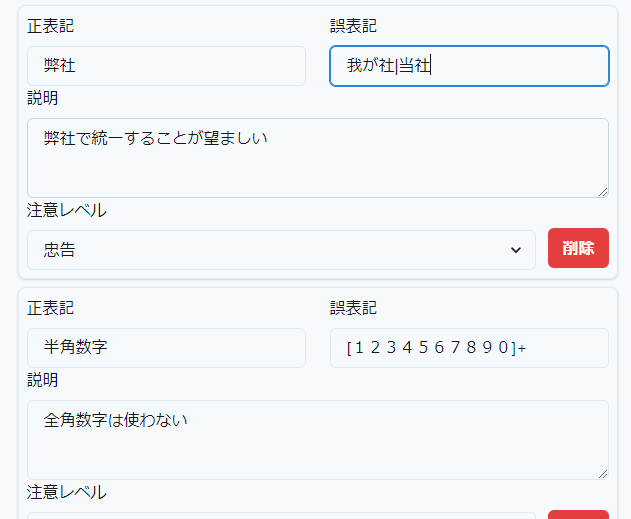 正表記 誤表記
弊社 我が社|当社
説明
弊社で統一することが望ましい
注意レベル
忠告 削除
正表記 誤表記
半角数字 [１２３４５６７８９０]+
説明
全角数字は使わない
注意レベル